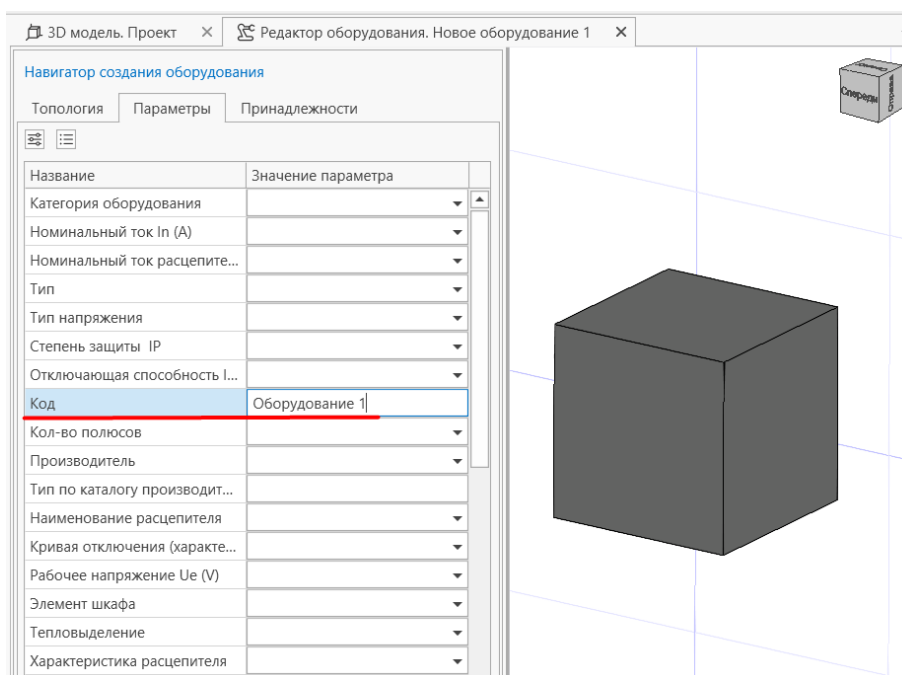 3D модель. Проект
Редактор оборудования. Новое оборудование 1
Навигатор создания оборудования
Топология Параметры Принадлежности
Название Значение параметра
Категория оборудования
Номинальный ток In (A)
Номинальный ток расцепите...
Тип
Тип напряжения
Степень защиты IP
Отключающая способность I...
Код Оборудование 1
Кол-во полюсов
Производитель
Тип по каталогу производит...
Наименование расцепителя
Кривая отключения (характе...
Рабочее напряжение Ue (V)
Элемент шкафа
Тепловыделение
Характеристика расцепителя
Спереди